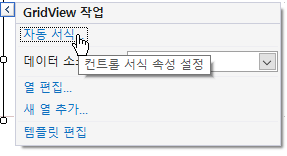 GridView 작업
자동 서식...
데이터 소
컨트롤 서식 속성 설정
열 편집...
새 열 추가...
템플릿 편집